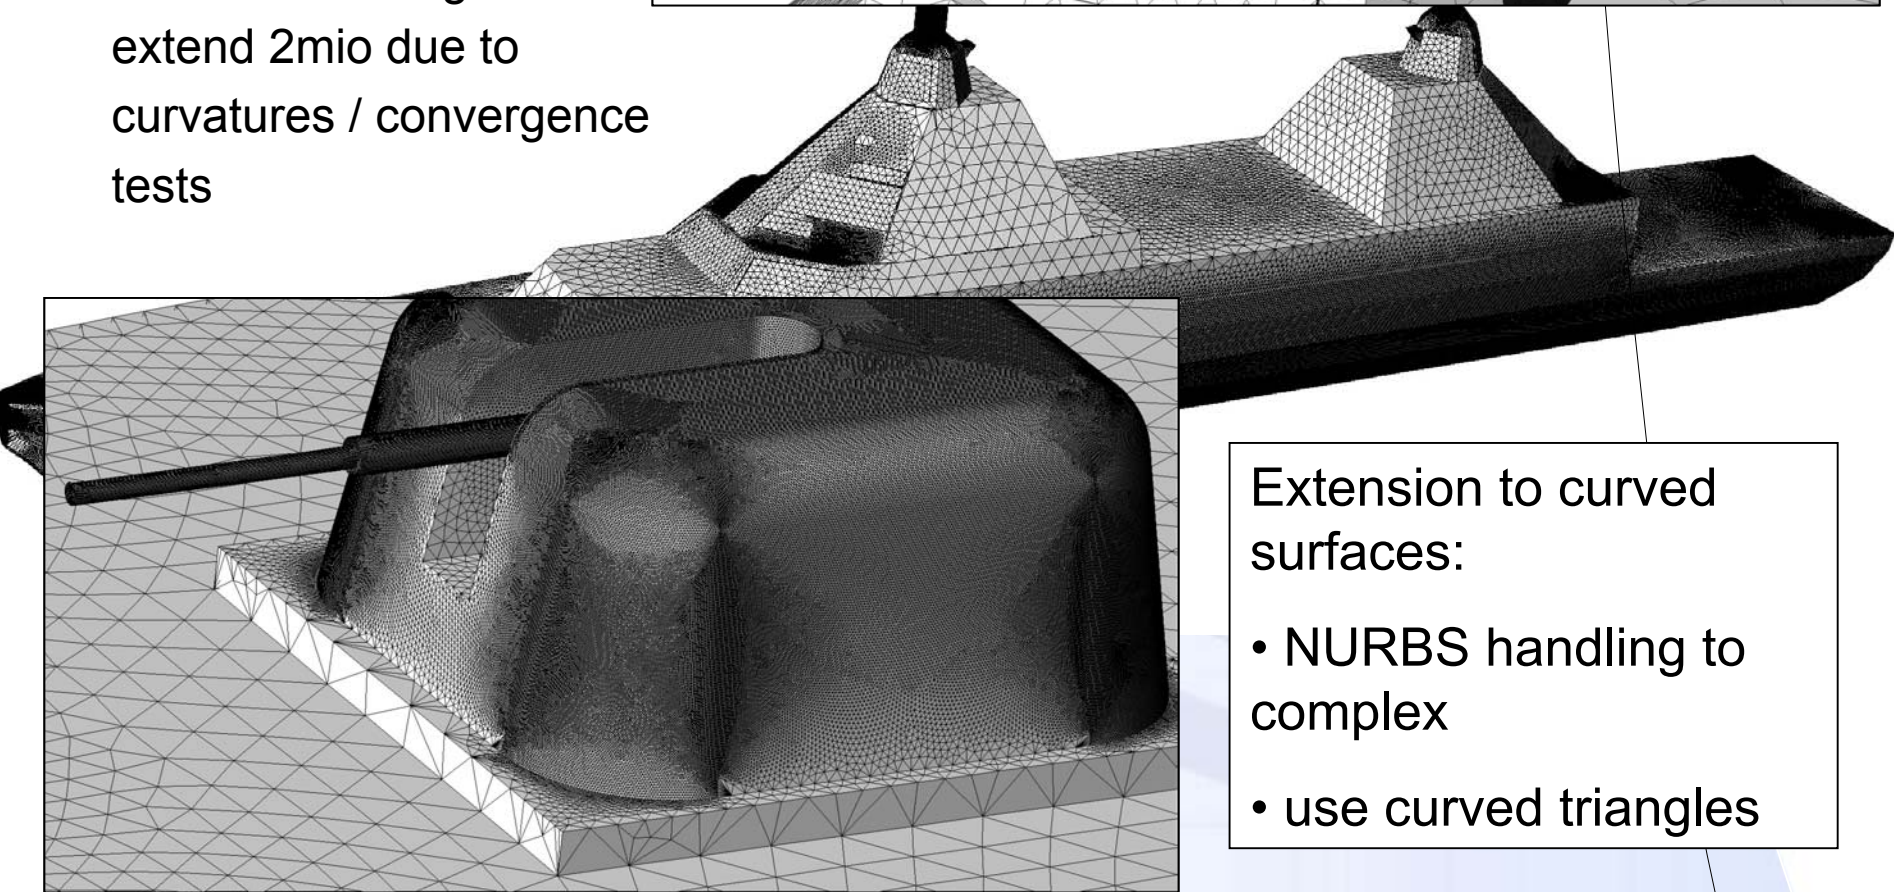 extend 2mio due to
curvatures / convergence
tests
Extension to curved
surfaces:
• NURBS handling to
complex
• use curved triangles